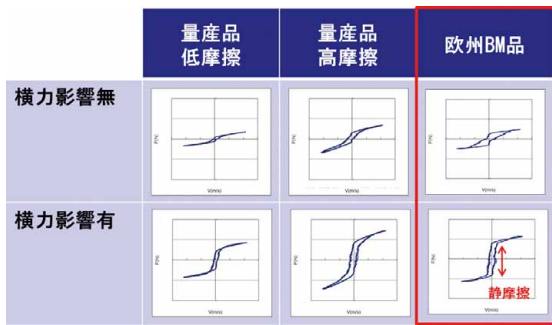 量産品
低摩擦
量産品
高摩擦
欧州BM品
横力影響無
F(N)
V(m/s)
F(N)
V(m/s)
F(N)
V(m/s)
横力影響有
F(N)
V(m/s)
F(N)
V(m/s)
F(N)
V(m/s)
静摩擦